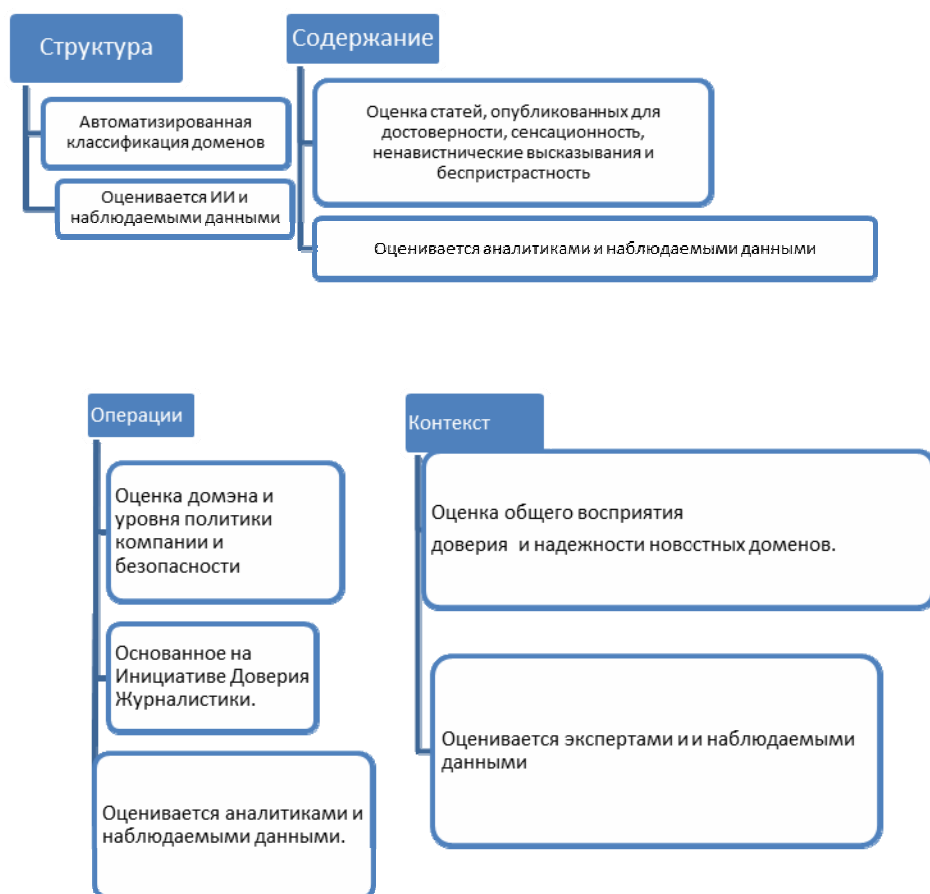 Структура
Автоматизированная
классификация доменов
Оценивается ИИ и
наблюдаемыми данными
Содержание
Оценка статей, опубликованных для
достоверности, сенсационность,
ненавистнические высказывания и
беспристрастность
Оценивается аналитиками и наблюдаемыми данными
Операции
Оценка домэна и
уровня политики
компании и
безопасности
Основанное на
Инициативе Доверия
Журналистики.
Оценивается аналитиками и
наблюдаемыми данными.
Контекст
Оценка общего восприятия
доверия и надежности новостных доменов.
Оценивается экспертами и и наблюдаемыми
данными